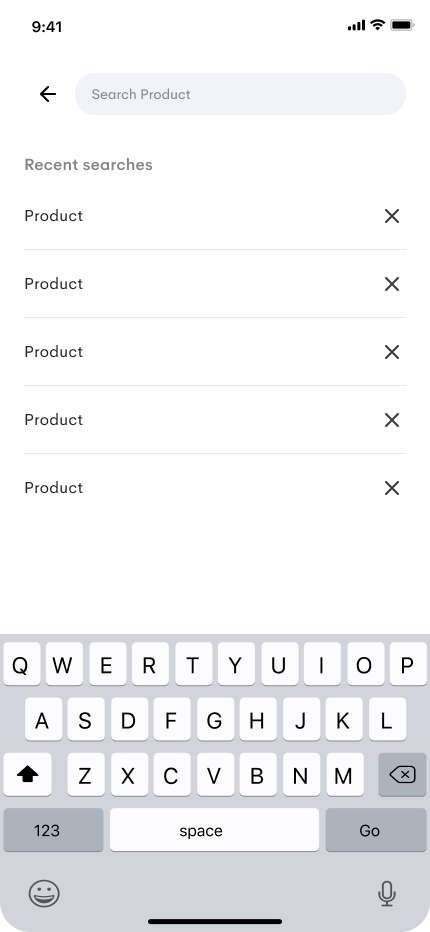 9:41
Search Product
Recent searches
Product
Product
Product
Product
Product
Q W E R T Y U I O P
A S D F G H J K L
Z X C V B N M
123 space Go